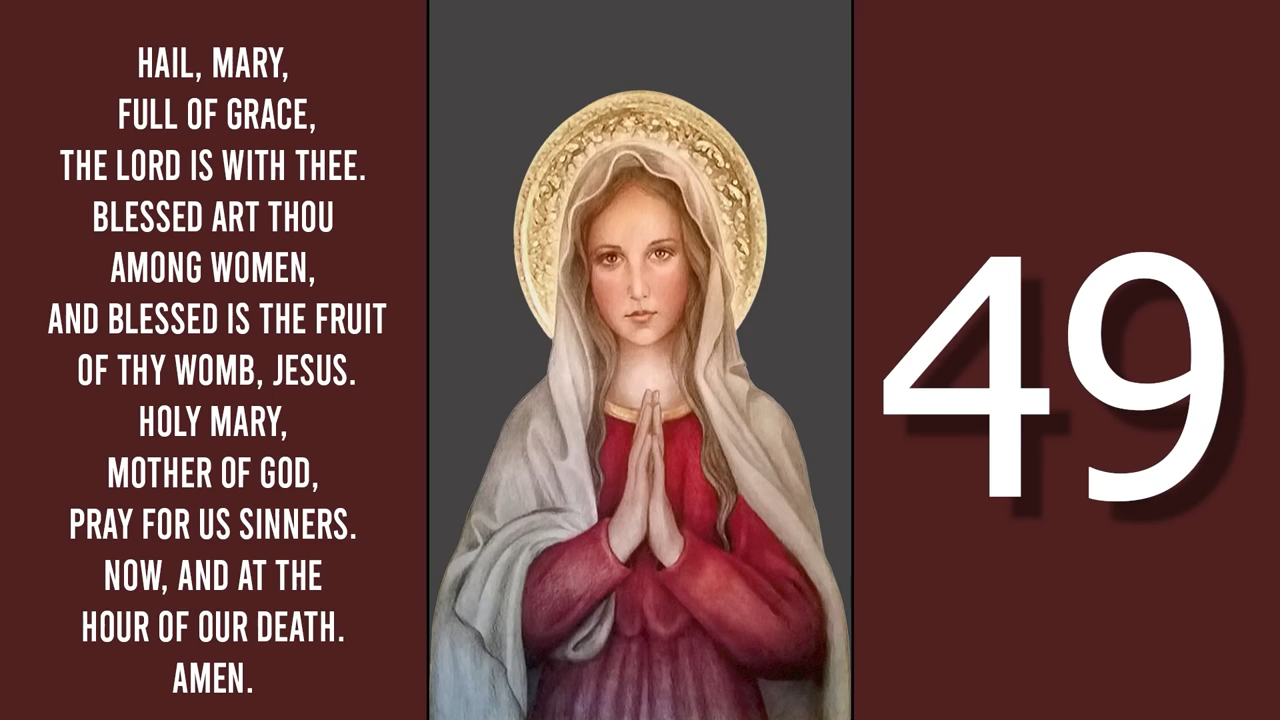 HAIL, MARY,
FULL OF GRACE,
THE LORD IS WITH THEE.
BLESSED ART THOU
AMONG WOMEN,
AND BLESSED IS THE FRUIT
OF THY WOMB, JESUS.
HOLY MARY,
MOTHER OF GOD,
PRAY FOR US SINNERS.
NOW, AND AT THE
HOUR OF OUR DEATH.
AMEN.
49